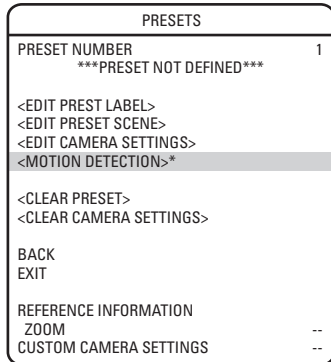 PRESETS
PRESET NUMBER 1
***PRESET NOT DEFINED***
<EDIT PREST LABEL>
<EDIT PRESET SCENE>
<EDIT CAMERA SETTINGS>
<MOTION DETECTION>*
<CLEAR PRESET>
<CLEAR CAMERA SETTINGS>
BACK
EXIT
REFERENCE INFORMATION
ZOOM --
CUSTOM CAMERA SETTINGS --